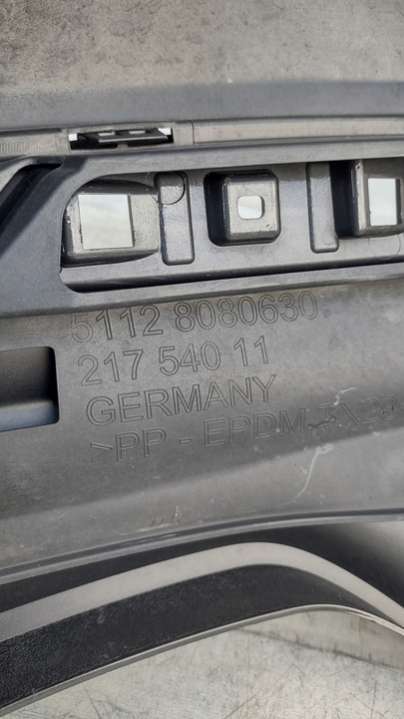 5112 8080630
217 540 11
GERMANY
>PP - EPDM